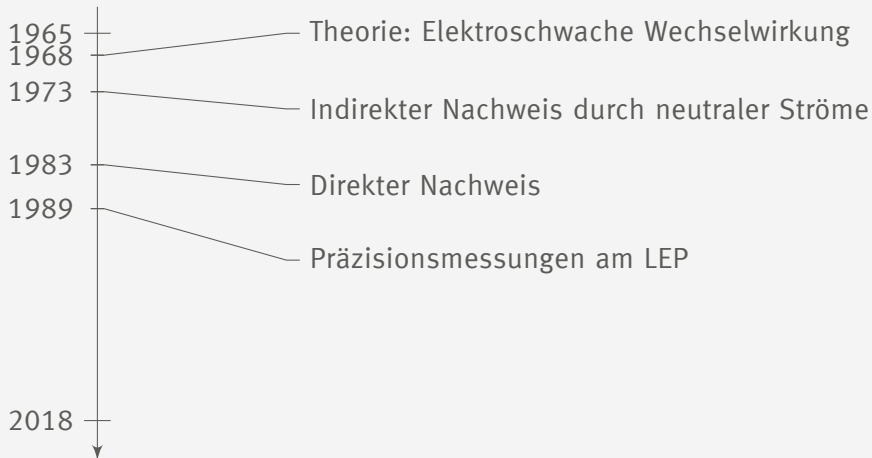 1965
Theorie: Elektroschwache Wechselwirkung
1968
1973
Indirekter Nachweis durch neutraler Ströme
1983
Direkter Nachweis
1989
Präzisionsmessungen am LEP
2018